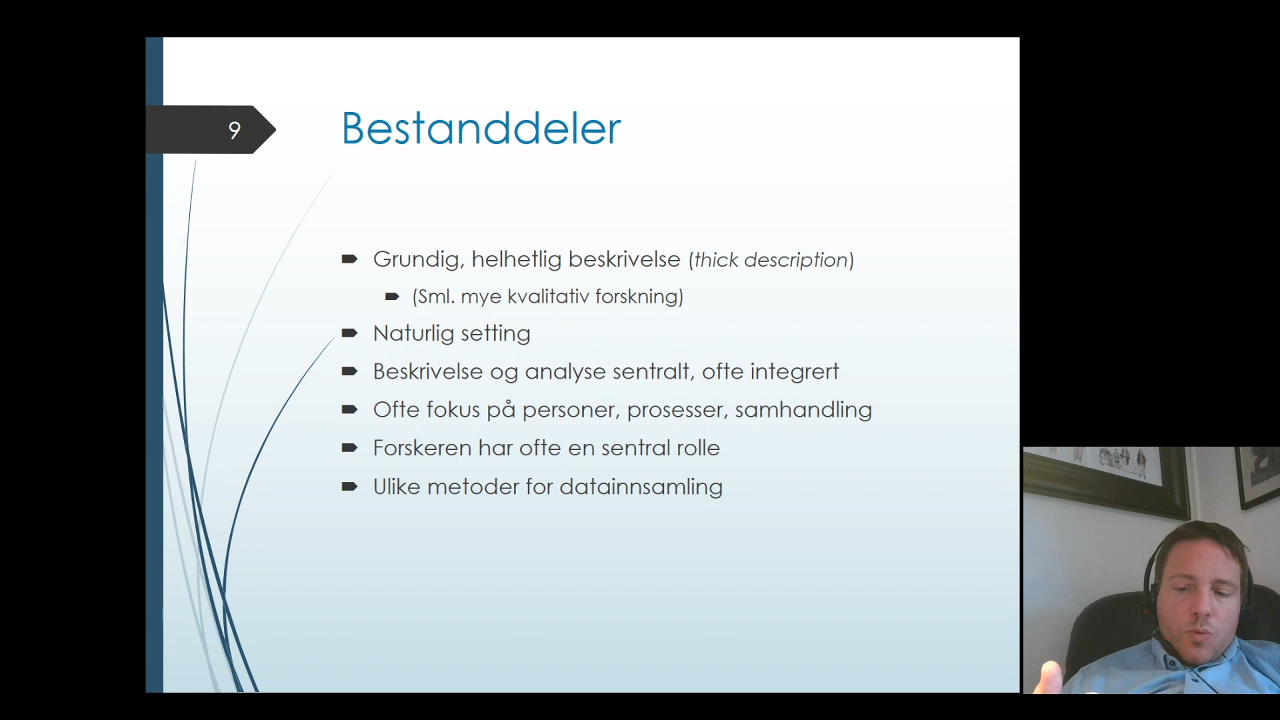 9
Bestanddeler
Grundig, helhetlig beskrivelse (thick description)
(Sml. mye kvalitativ forskning)
Naturlig setting
Beskrivelse og analyse sentralt, ofte integrert
Ofte fokus på personer, prosesser, samhandling
Forskeren har ofte en sentral rolle
Ulike metoder for datainnsamling